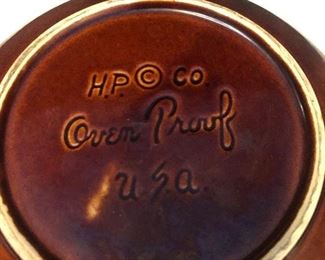 H.P. © CO.
Oven Proof
U.S.A.